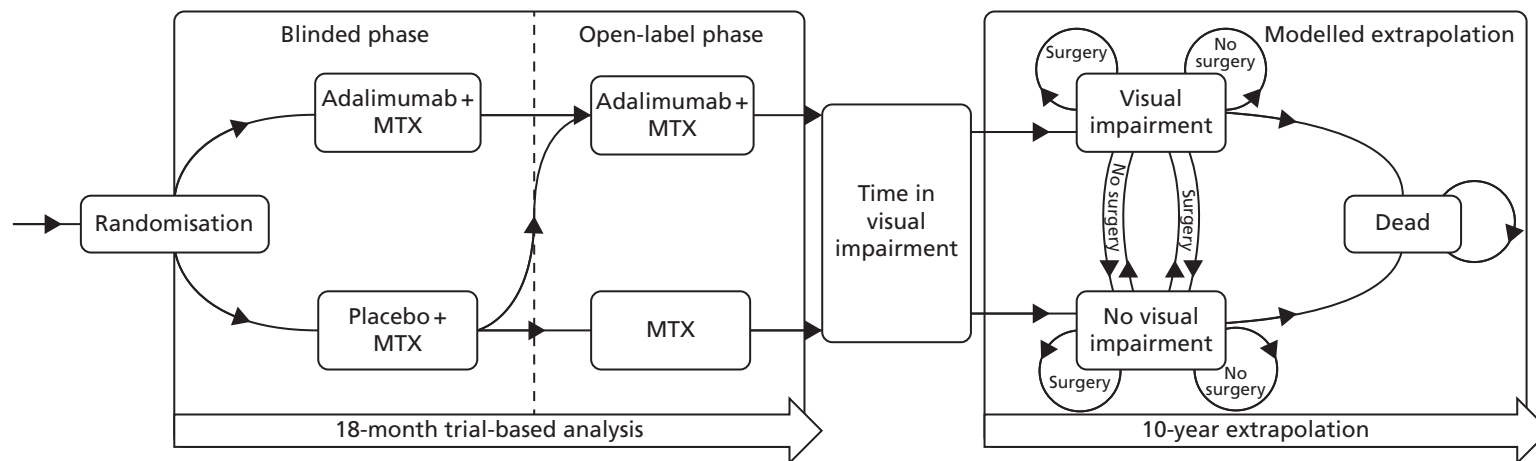 Blinded phase
Open-label phase
Modelled extrapolation
Randomisation
Adalimumab +
MTX
Placebo +
MTX
Adalimumab +
MTX
MTX
Time in
visual
impairment
Surgery
No
surgery
Visual
impairment
No surgery
Surgery
No visual
impairment
Surgery
No
surgery
Dead
18-month trial-based analysis
10-year extrapolation